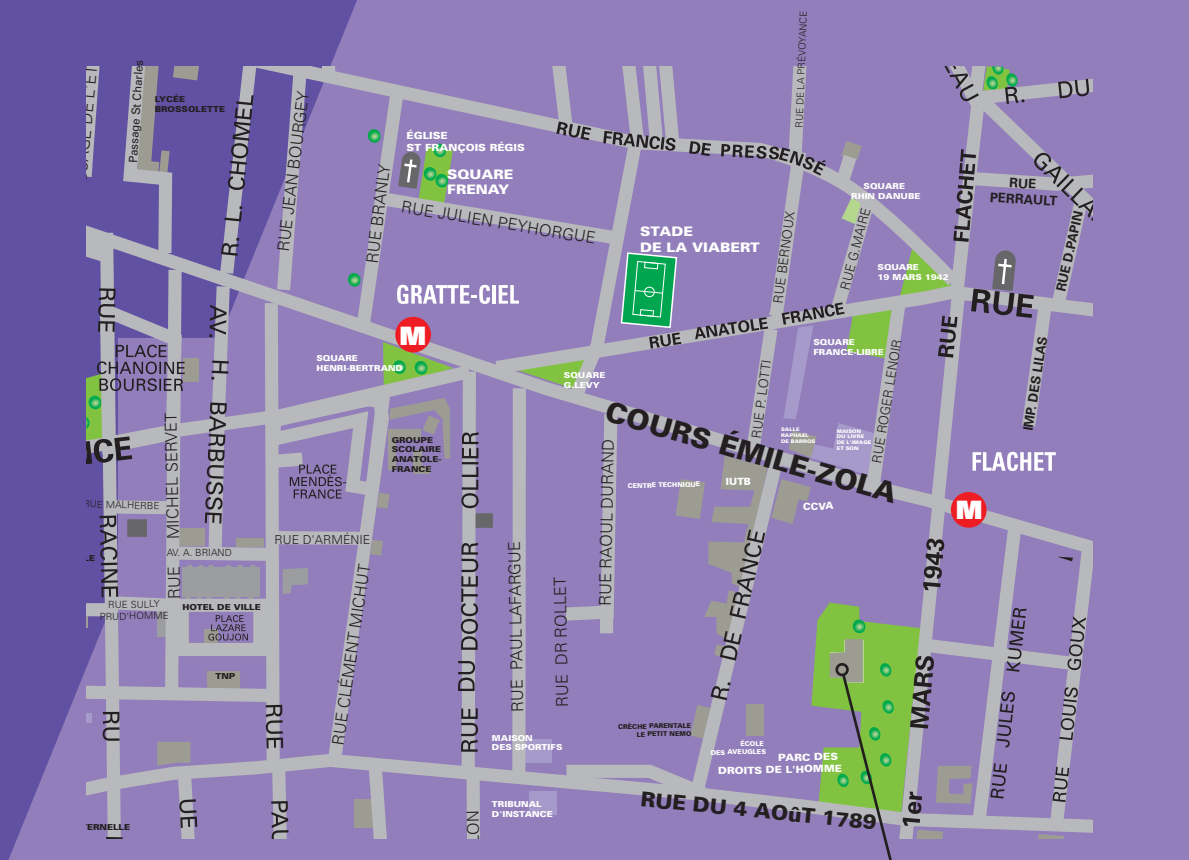 RUE DE LA PRÉVOYANCE
Passage St Charles
LYCÉE
BROSSOLETTE
R. L. CHOMEL
RUE JEAN BOURGEY
RUE BRANLY
ÉGLISE
ST FRANÇOIS RÉGIS
SQUARE
FRENAY
RUE JULIEN PEYHORGUE
RUE FRANCIS DE PRESSENSÉ
STADE
DE LA VIABERT
RUE BERNOUX
SQUARE
RHIN DANUBE
RUE G.MAIRE
SQUARE
19 MARS 1942
FLACHET
R. DU
RUE
PERRAULT
RUE D.PAPIN
RUE
RUE
IMP. DES LILAS
GRATTE-CIEL
M
SQUARE
HENRI-BERTRAND
RUE ANATOLE FRANCE
SQUARE
FRANCE-LIBRE
SQUARE
G.LEVY
RUE P. LOTTI
RUE ROGER LENOIR
RUE
PLACE
CHANOINE
BOURSIER
AV. H. BARBUSSE
COURS ÉMILE-ZOLA
SALLE
RAPHAEL
DE BARROS
MAISON
DU LIVRE
DE L'IMAGE
ET SON
GROUPE
SCOLAIRE
ANATOLE-
FRANCE
PLACE
MENDÈS-
FRANCE
RUE MICHEL SERVET
RUE MALHERBE
RACINE
RUE D'ARMÉNIE
AV. A. BRIAND
HOTEL DE VILLE
RUE SULLY
PRUD'HOMME
PLACE
LAZARE
GOUJON
TNP
RUE CLÉMENT MICHUT
RUE DU DOCTEUR OLLIER
RUE PAUL LAFARGUE
RUE DR ROLLET
RUE RAOUL DURAND
CENTRE TECHNIQUE
IUTB
CCVA
FLACHET
M
R. DE FRANCE
1er MARS 1943
RUE JULES KUMER
RUE LOUIS GOUX
CRÈCHE PARENTALE
LE PETIT NEMO
ÉCOLE
DES AVEUGLES
PARC DES
DROITS DE L'HOMME
MAISON
DES SPORTIFS
TRIBUNAL
D'INSTANCE
RUE DU 4 AOûT 1789
RU
RUE
UE
PAU
LON
ERNELLE